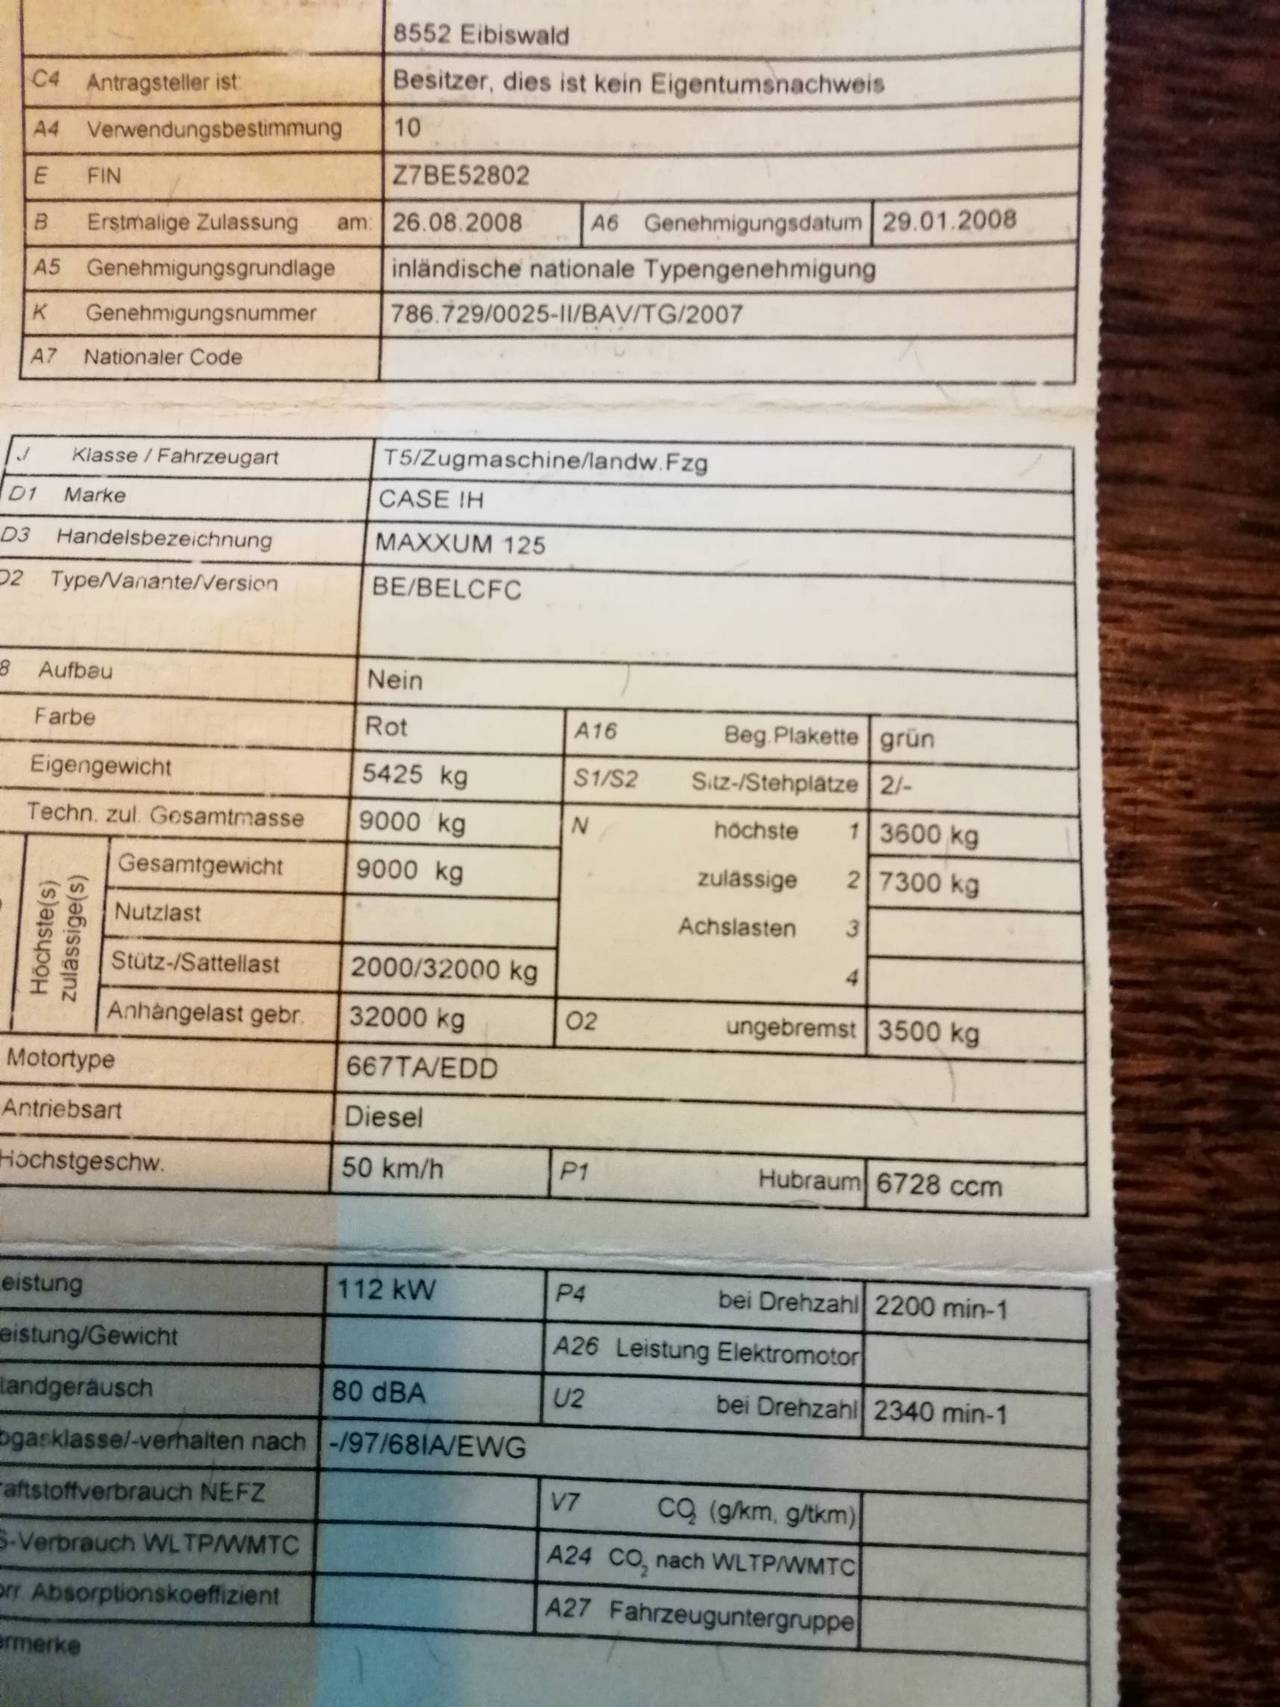 8552 Eibiswald
C4 Antragsteller ist: Besitzer, dies ist kein Eigentumsnachweis
A4 Verwendungsbestimmung 10
E FIN Z7BE52802
B Erstmalige Zulassung am: 26.08.2008 A6 Genehmigungsdatum 29.01.2008
A5 Genehmigungsgrundlage inländische nationale Typengenehmigung
K Genehmigungsnummer 786.729/0025-II/BAV/TG/2007
A7 Nationaler Code
J Klasse / Fahrzeugart T5/Zugmaschine/landw.Fzg
D1 Marke CASE IH
D3 Handelsbezeichnung MAXXUM 125
D2 Type/Variante/Version BE/BELCFC
8 Aufbau Nein
Farbe Rot A16 Beg.Plakette grün
Eigengewicht 5425 kg S1/S2 Sitz-/Stehplätze 2/-
Techn. zul. Gesamtmasse 9000 kg N höchste 1 3600 kg
Höchste(s) zulässige(s) Gesamtgewicht 9000 kg zulässige 2 7300 kg
Nutzlast Achslasten 3
Stütz-/Sattellast 2000/32000 kg 4
Anhängelast gebr. 32000 kg O2 ungebremst 3500 kg
Motortype 667TA/EDD
Antriebsart Diesel
Höchstgeschw. 50 km/h P1 Hubraum 6728 ccm
eistung 112 kW P4 bei Drehzahl 2200 min-1
eistung/Gewicht A26 Leistung Elektromotor
tandgeräusch 80 dBA U2 bei Drehzahl 2340 min-1
bgasklasse/-verhalten nach -/97/68IA/EWG
raftstoffverbrauch NEFZ V7 CO2 (g/km, g/tkm)
S-Verbrauch WLTP/WMTC A24 CO2 nach WLTP/WMTC
orr. Absorptionskoeffizient A27 Fahrzeuguntergruppe
ermerke